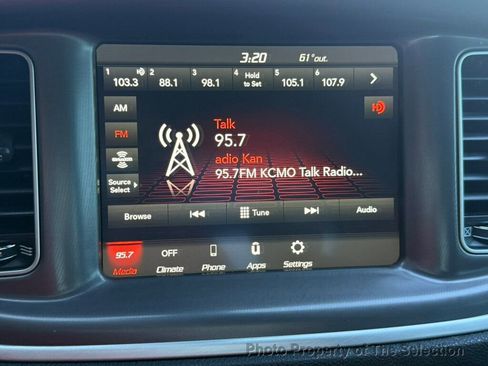 3:20 61°out.
1 103.3 2 88.1 3 98.1 4 Hold to Set 5 105.1 6 107.9
AM
FM
SiriusXM
Source Select
Talk
95.7
adio Kan
95.7FM KCMO Talk Radio...
Browse Tune Audio
95.7 OFF
Media Climate Phone Apps Settings
Photo Property of The Selection